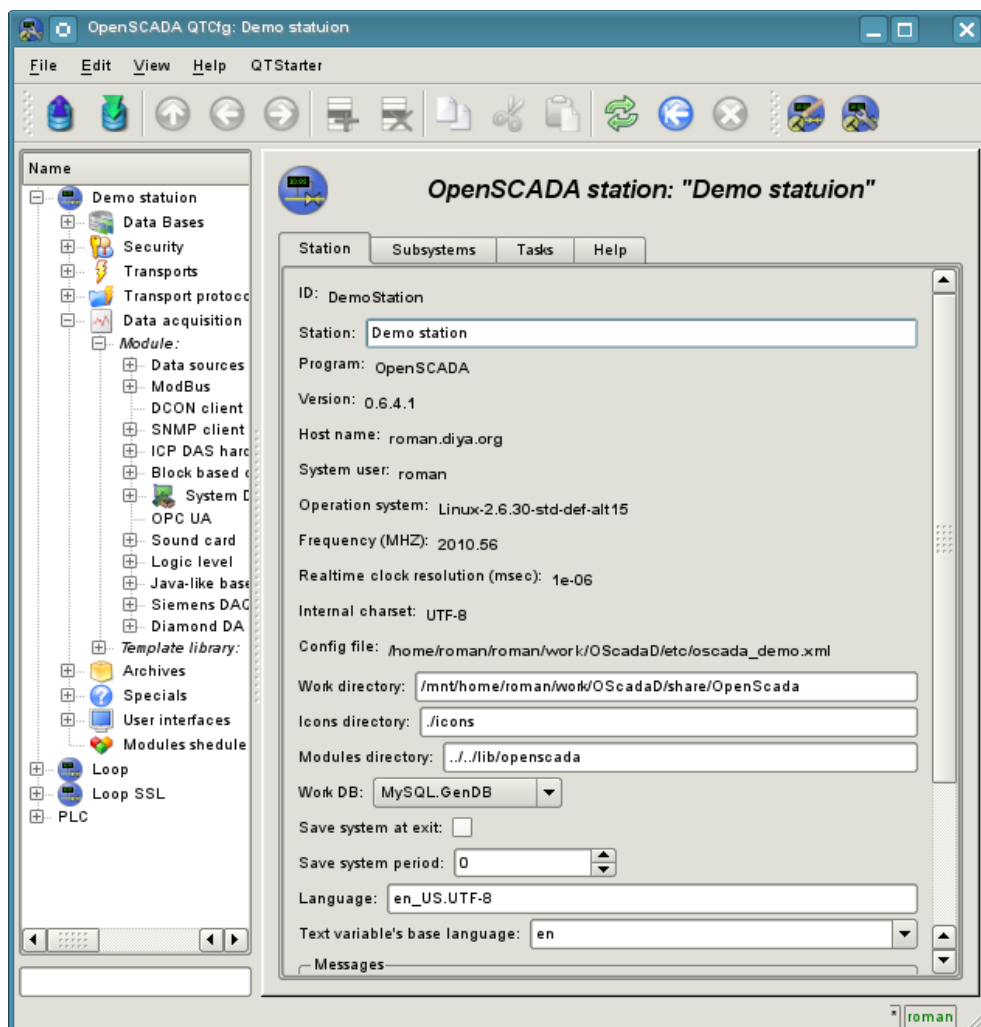 OpenSCADA QTCfg: Demo statuion
File Edit View Help QTStarter
Name
Demo statuion
Data Bases
Security
Transports
Transport protocc
Data acquisition
Module:
Data sources
ModBus
DCON client
SNMP client
ICP DAS hard
Block based c
System D
OPC UA
Sound card
Logic level
Java-like base
Siemens DAQ
Diamond DA
Template library:
Archives
Specials
User interfaces
Modules shedule
Loop
Loop SSL
PLC
OpenSCADA station: "Demo statuion"
Station Subsystems Tasks Help
ID: DemoStation
Station: Demo station
Program: OpenSCADA
Version: 0.6.4.1
Host name: roman.diya.org
System user: roman
Operation system: Linux-2.6.30-std-def-alt15
Frequency (MHZ): 2010.56
Realtime clock resolution (msec): 1e-06
Internal charset: UTF-8
Config file: /home/roman/roman/work/OScadaD/etc/oscada_demo.xml
Work directory: /mnt/home/roman/work/OScadaD/share/OpenScada
Icons directory: ./icons
Modules directory: ../../lib/openscada
Work DB: MySQL.GenDB
Save system at exit:
Save system period: 0
Language: en_US.UTF-8
Text variable's base language: en
Messages
* roman